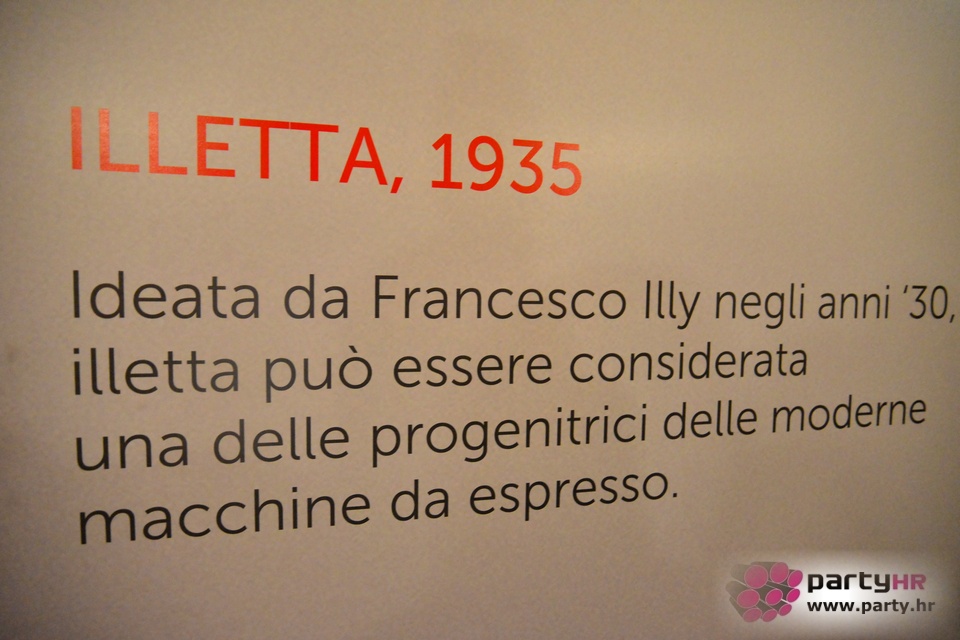 ILLETTA, 1935
Ideata da Francesco Illy negli anni ‘30,
illetta può essere considerata
una delle progenitrici delle moderne
macchine da espresso.
partyHR
www.party.hr